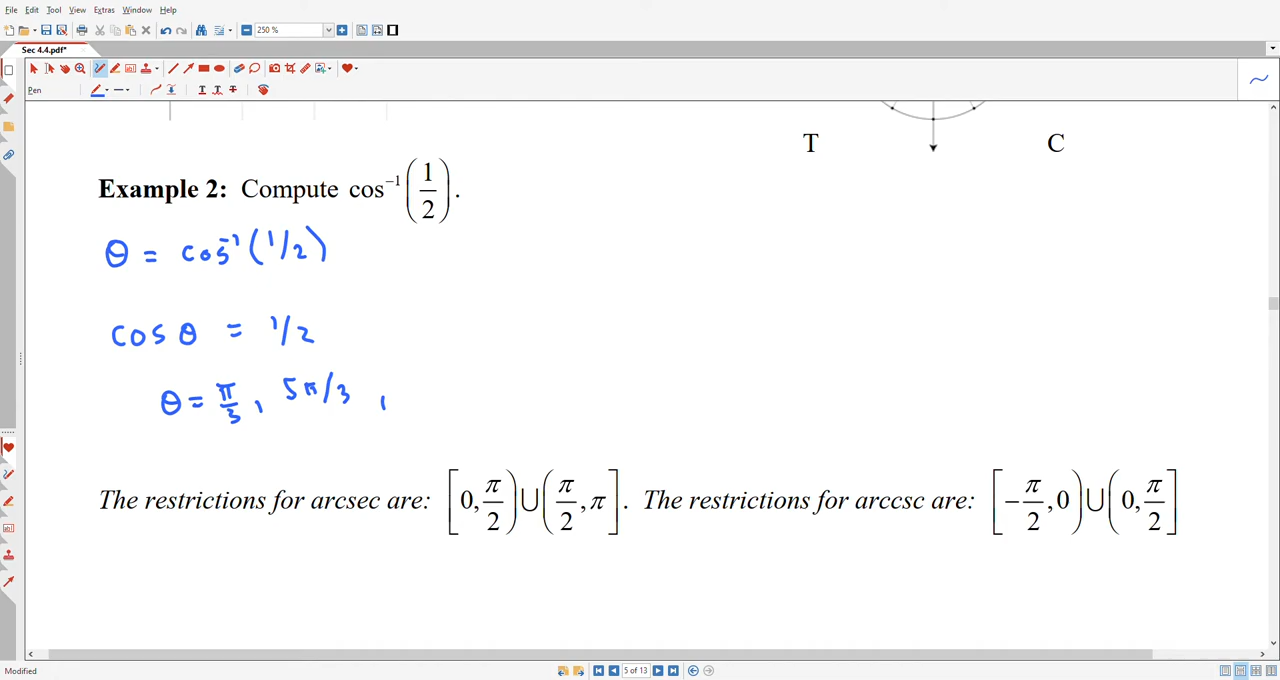 File Edit Tool View Extras Window Help
250 %
Sec 4.4.pdf*
Pen
T C
Example 2: Compute cos⁻¹(1/2).
θ = cos⁻¹(1/2)
cos θ = 1/2
θ = π/3, 5π/3,
The restrictions for arcsec are: [0, π/2) ∪ (π/2, π]. The restrictions for arccsc are: [−π/2, 0) ∪ (0, π/2]
Modified 5 of 13